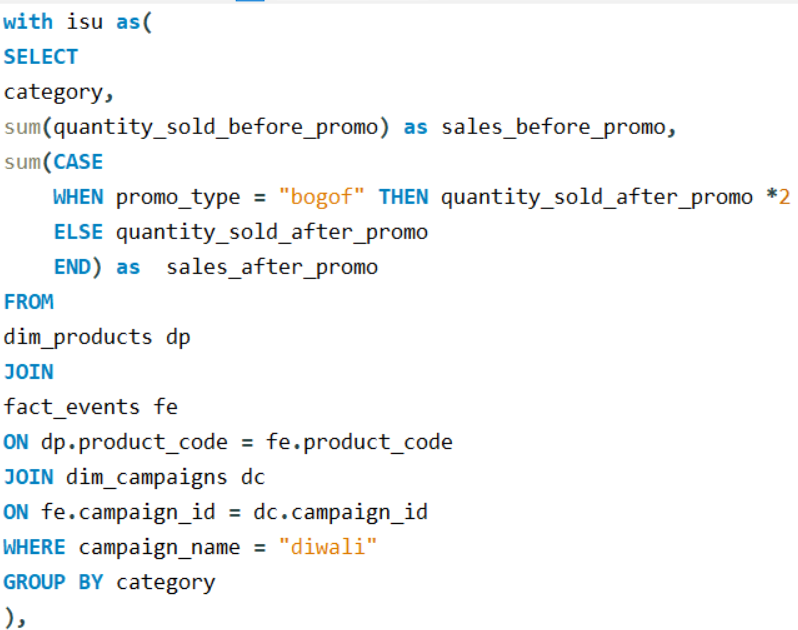 with isu as(
SELECT
category,
sum(quantity_sold_before_promo) as sales_before_promo,
sum(CASE
    WHEN promo_type = "bogof" THEN quantity_sold_after_promo *2
    ELSE quantity_sold_after_promo
    END) as  sales_after_promo
FROM
dim_products dp
JOIN
fact_events fe
ON dp.product_code = fe.product_code
JOIN dim_campaigns dc
ON fe.campaign_id = dc.campaign_id
WHERE campaign_name = "diwali"
GROUP BY category
),